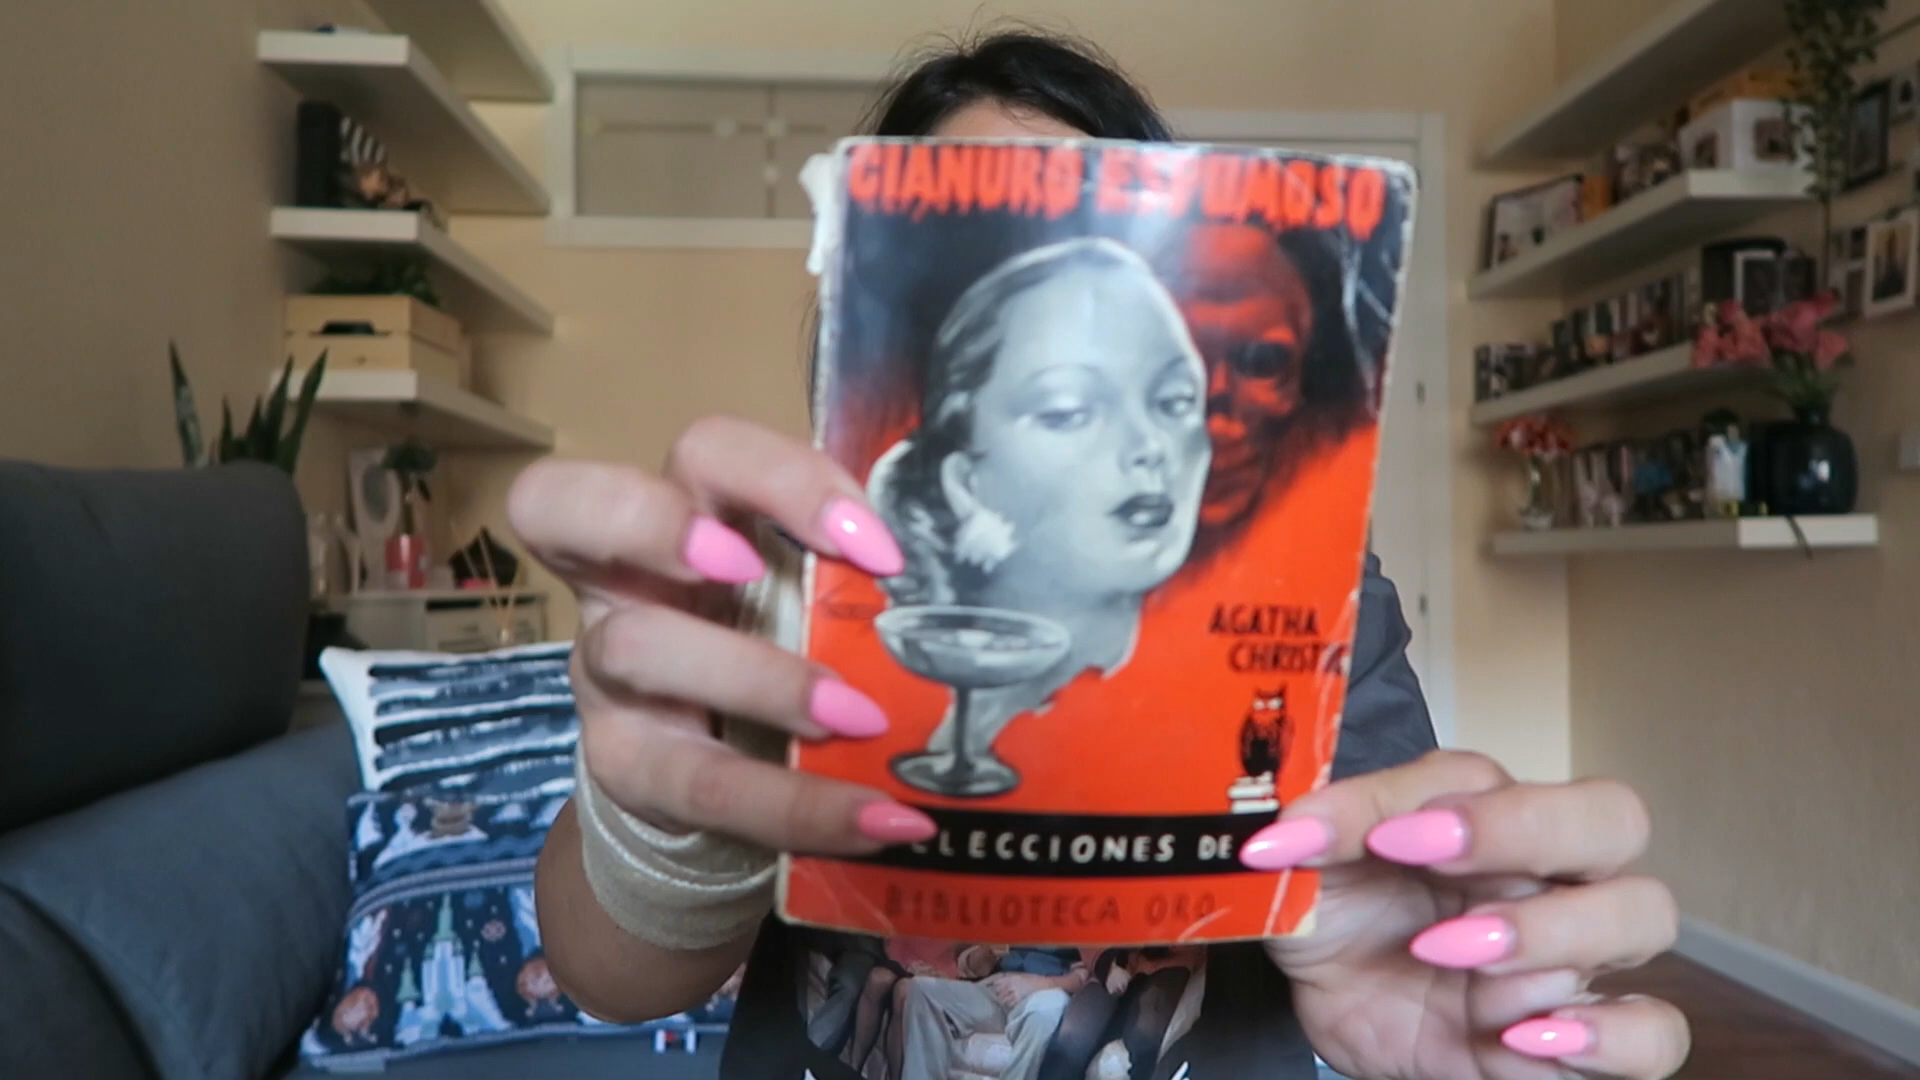 CIANURO ESPUMOSO
AGATHA
CHRISTIE
ELECCIONES DE
BIBLIOTECA ORO